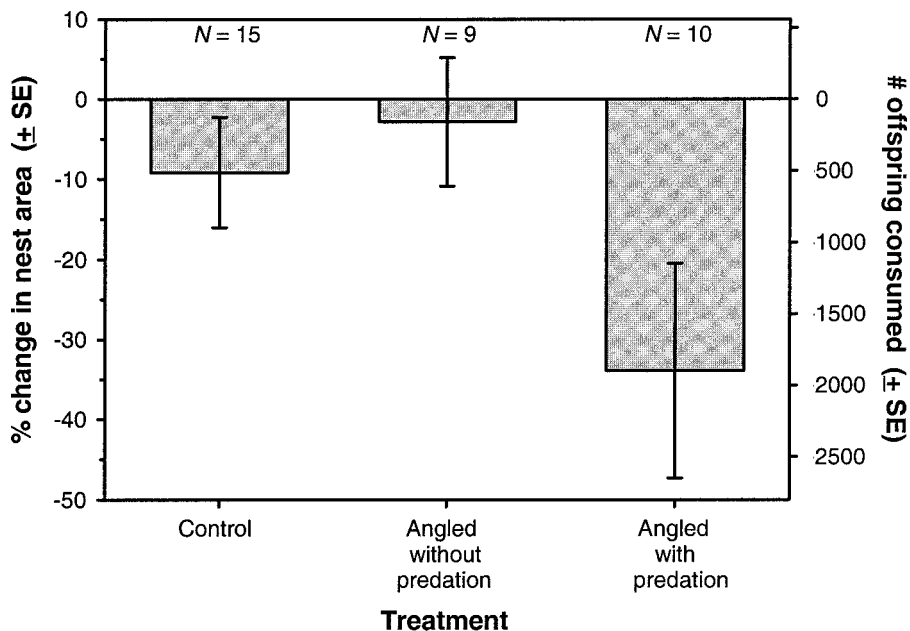 % change in nest area (± SE)
10
0
-10
-20
-30
-40
-50
N = 15
N = 9
N = 10
0
500
1000
1500
2000
2500
# offspring consumed (± SE)
Control
Angled
without
predation
Angled
with
predation
Treatment